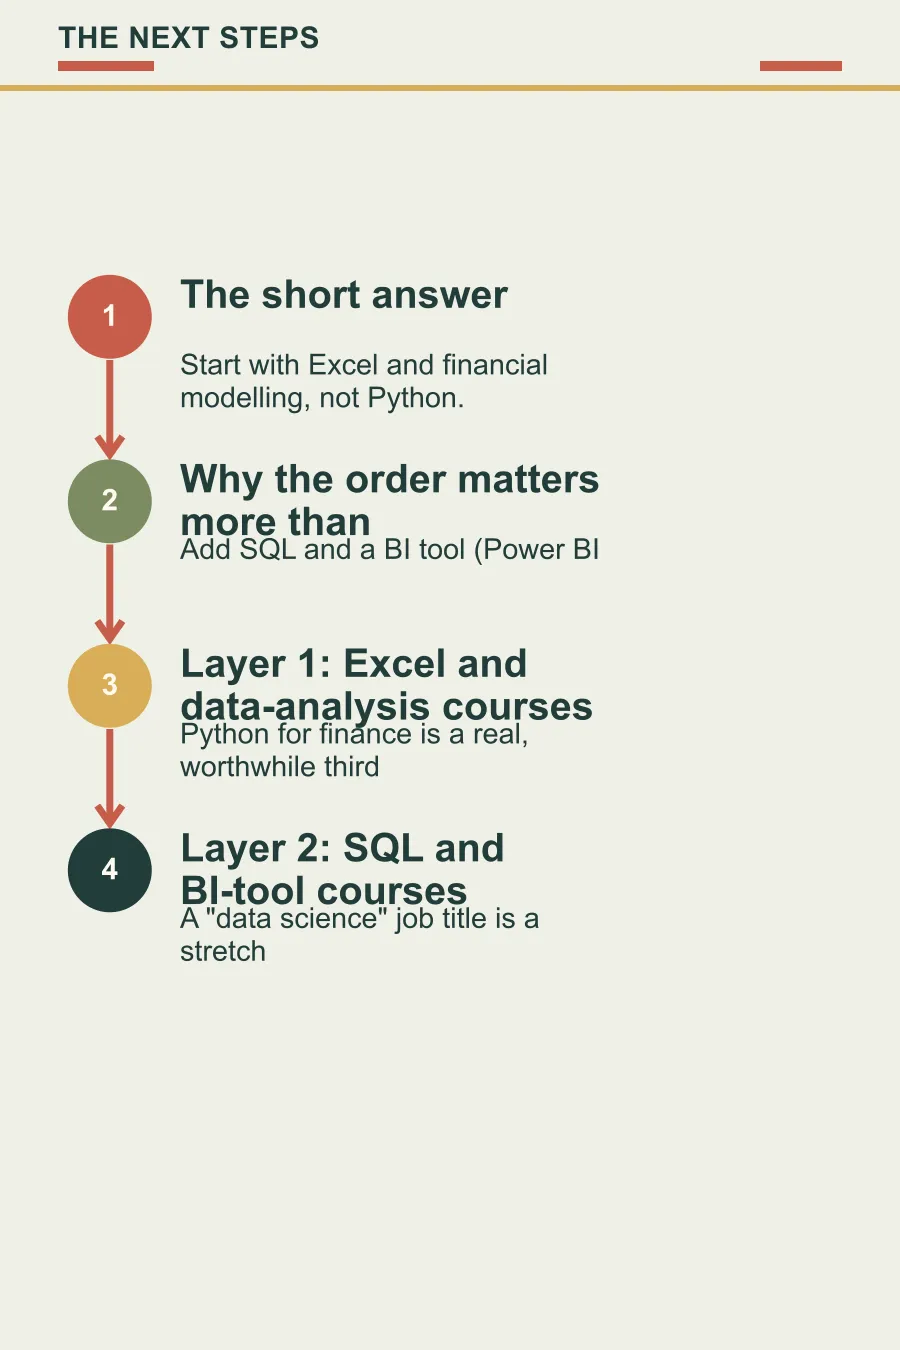 THE NEXT STEPS
1
The short answer
Start with Excel and financial
modelling, not Python.
2
Why the order matters
more than
Add SQL and a BI tool (Power BI
3
Layer 1: Excel and
data-analysis courses
Python for finance is a real,
worthwhile third
4
Layer 2: SQL and
BI-tool courses
A "data science" job title is a
stretch